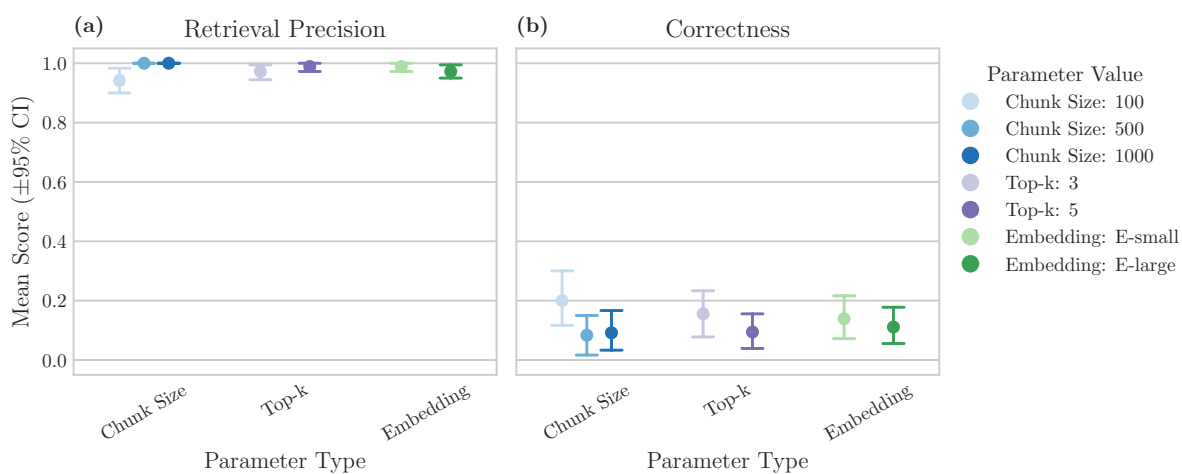 (a) Retrieval Precision
(b) Correctness
Mean Score (±95% CI)
1.0
0.8
0.6
0.4
0.2
0.0
Chunk Size
Top-k
Embedding
Parameter Type
Chunk Size
Top-k
Embedding
Parameter Type
Parameter Value
Chunk Size: 100
Chunk Size: 500
Chunk Size: 1000
Top-k: 3
Top-k: 5
Embedding: E-small
Embedding: E-large